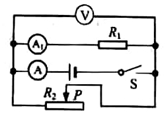 V
A₁ R₁
A S
R₂ P